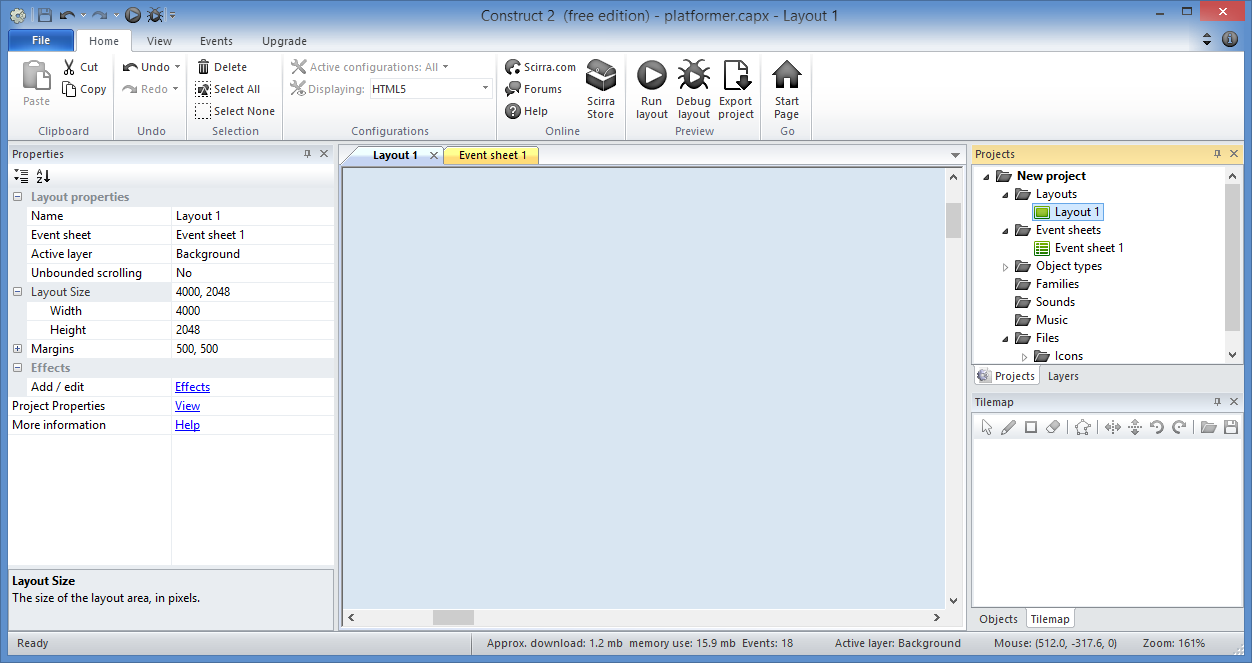 Construct 2  (free edition) - platformer.capx - Layout 1
File Home View Events Upgrade
Paste
Cut
Copy
Clipboard
Undo
Redo
Undo
Delete
Select All
Select None
Selection
Active configurations: All
Displaying: HTML5
Configurations
Scirra.com
Forums
Help
Scirra
Store
Online
Run
layout
Debug
layout
Export
project
Preview
Start
Page
Go
Properties
A
Z
Layout properties
Name Layout 1
Event sheet Event sheet 1
Active layer Background
Unbounded scrolling No
Layout Size 4000, 2048
Width 4000
Height 2048
Margins 500, 500
Effects
Add / edit Effects
Project Properties View
More information Help
Layout Size
The size of the layout area, in pixels.
Layout 1 Event sheet 1
Projects
New project
Layouts
Layout 1
Event sheets
Event sheet 1
Object types
Families
Sounds
Music
Files
Icons
Projects Layers
Tilemap
Objects Tilemap
Ready Approx. download: 1.2 mb  memory use: 15.9 mb  Events: 18 Active layer: Background Mouse: (512.0, -317.6, 0) Zoom: 161%